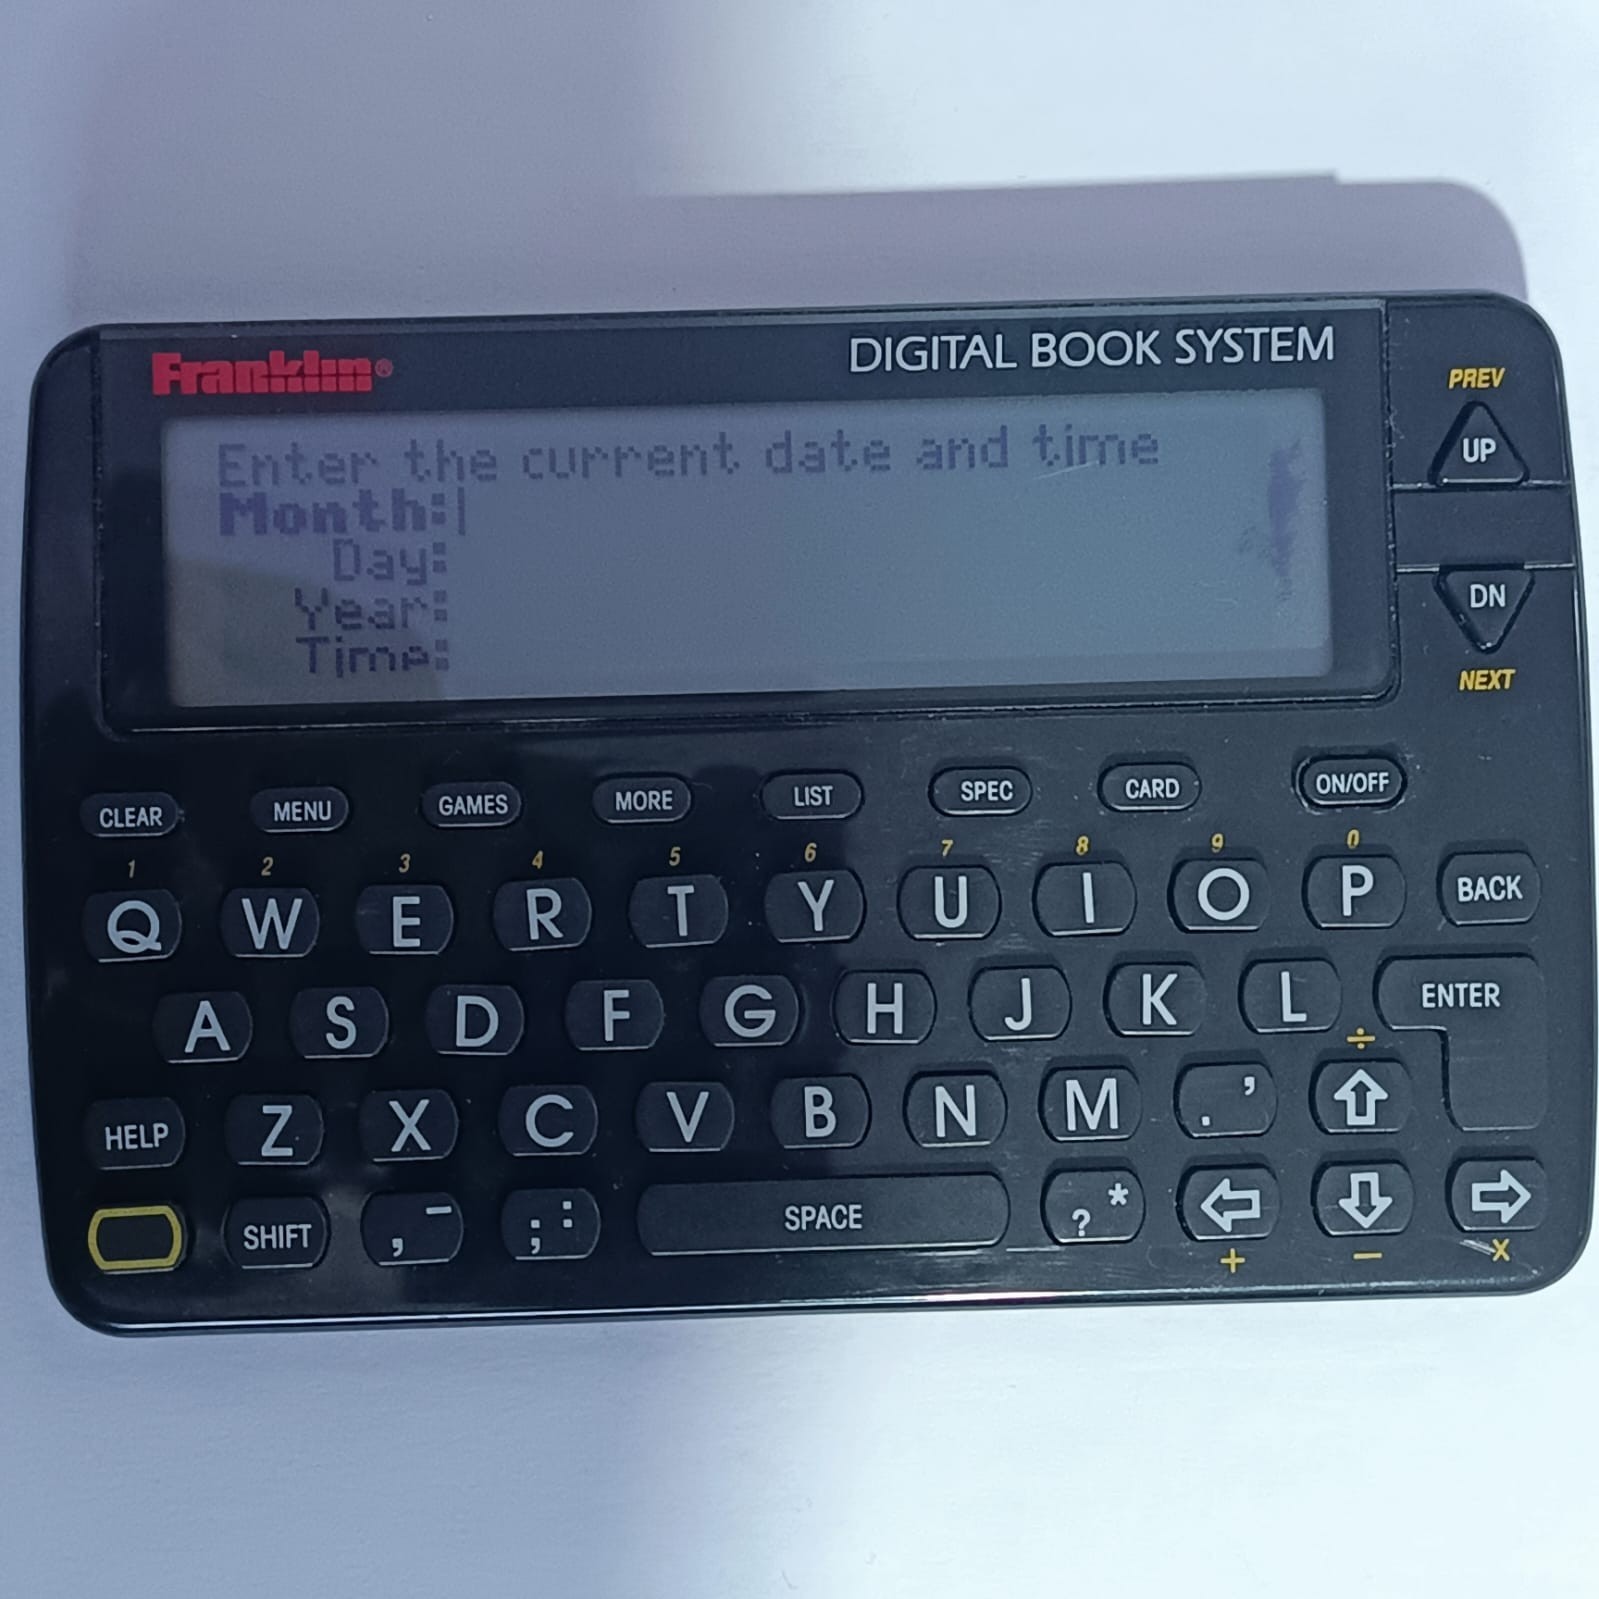 Franklin®
DIGITAL BOOK SYSTEM
Enter the current date and time
Month:
Day:
Year:
Time:
PREV
UP
DN
NEXT
CLEAR MENU GAMES MORE LIST SPEC CARD ON/OFF
1 2 3 4 5 6 7 8 9 0
Q W E R T Y U I O P BACK
A S D F G H J K L ENTER
÷
HELP Z X C V B N M . ’
SHIFT , - ; : SPACE ? *
+ - x